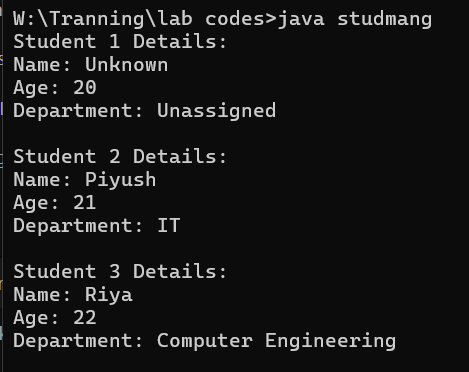 W:\Tranning\lab codes>java studmang
Student 1 Details:
Name: Unknown
Age: 20
Department: Unassigned

Student 2 Details:
Name: Piyush
Age: 21
Department: IT

Student 3 Details:
Name: Riya
Age: 22
Department: Computer Engineering